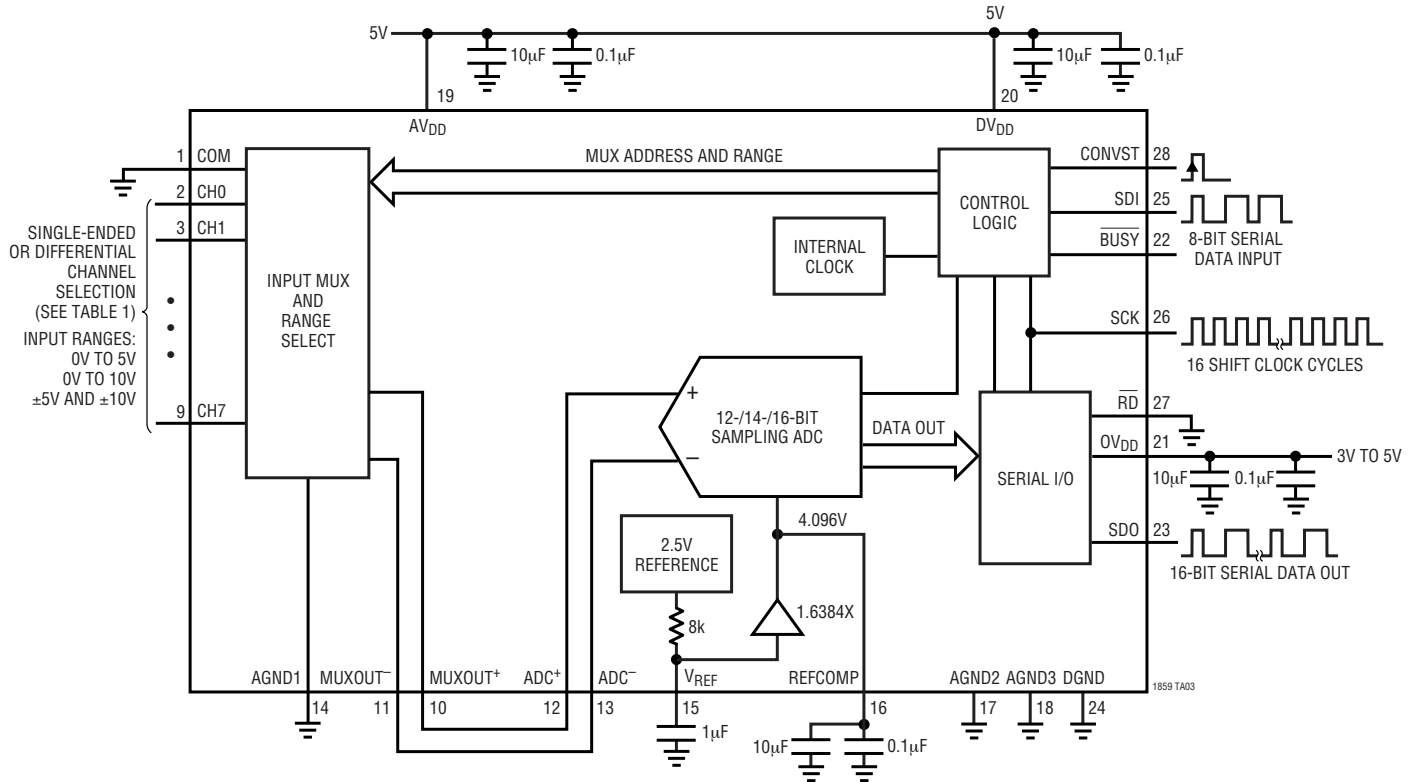 5V
5V
10µF
0.1µF
10µF
0.1µF
19
20
AVDD
DVDD
1
COM
2
CH0
3
CH1
9
CH7
SINGLE-ENDED
OR DIFFERENTIAL
CHANNEL
SELECTION
(SEE TABLE 1)
INPUT RANGES:
0V TO 5V
0V TO 10V
±5V AND ±10V
INPUT MUX
AND
RANGE
SELECT
MUX ADDRESS AND RANGE
INTERNAL
CLOCK
CONTROL
LOGIC
CONVST
28
SDI
25
8-BIT SERIAL
DATA INPUT
BUSY
22
SCK
26
16 SHIFT CLOCK CYCLES
+
–
12-/14-/16-BIT
SAMPLING ADC
DATA OUT
SERIAL I/O
RD
27
OVDD
21
3V TO 5V
10µF
0.1µF
SDO
23
16-BIT SERIAL DATA OUT
2.5V
REFERENCE
4.096V
8k
1.6384X
AGND1
MUXOUT–
MUXOUT+
ADC+
ADC–
VREF
REFCOMP
AGND2
AGND3
DGND
1859 TA03
14
11
10
12
13
15
16
17
18
24
1µF
10µF
0.1µF